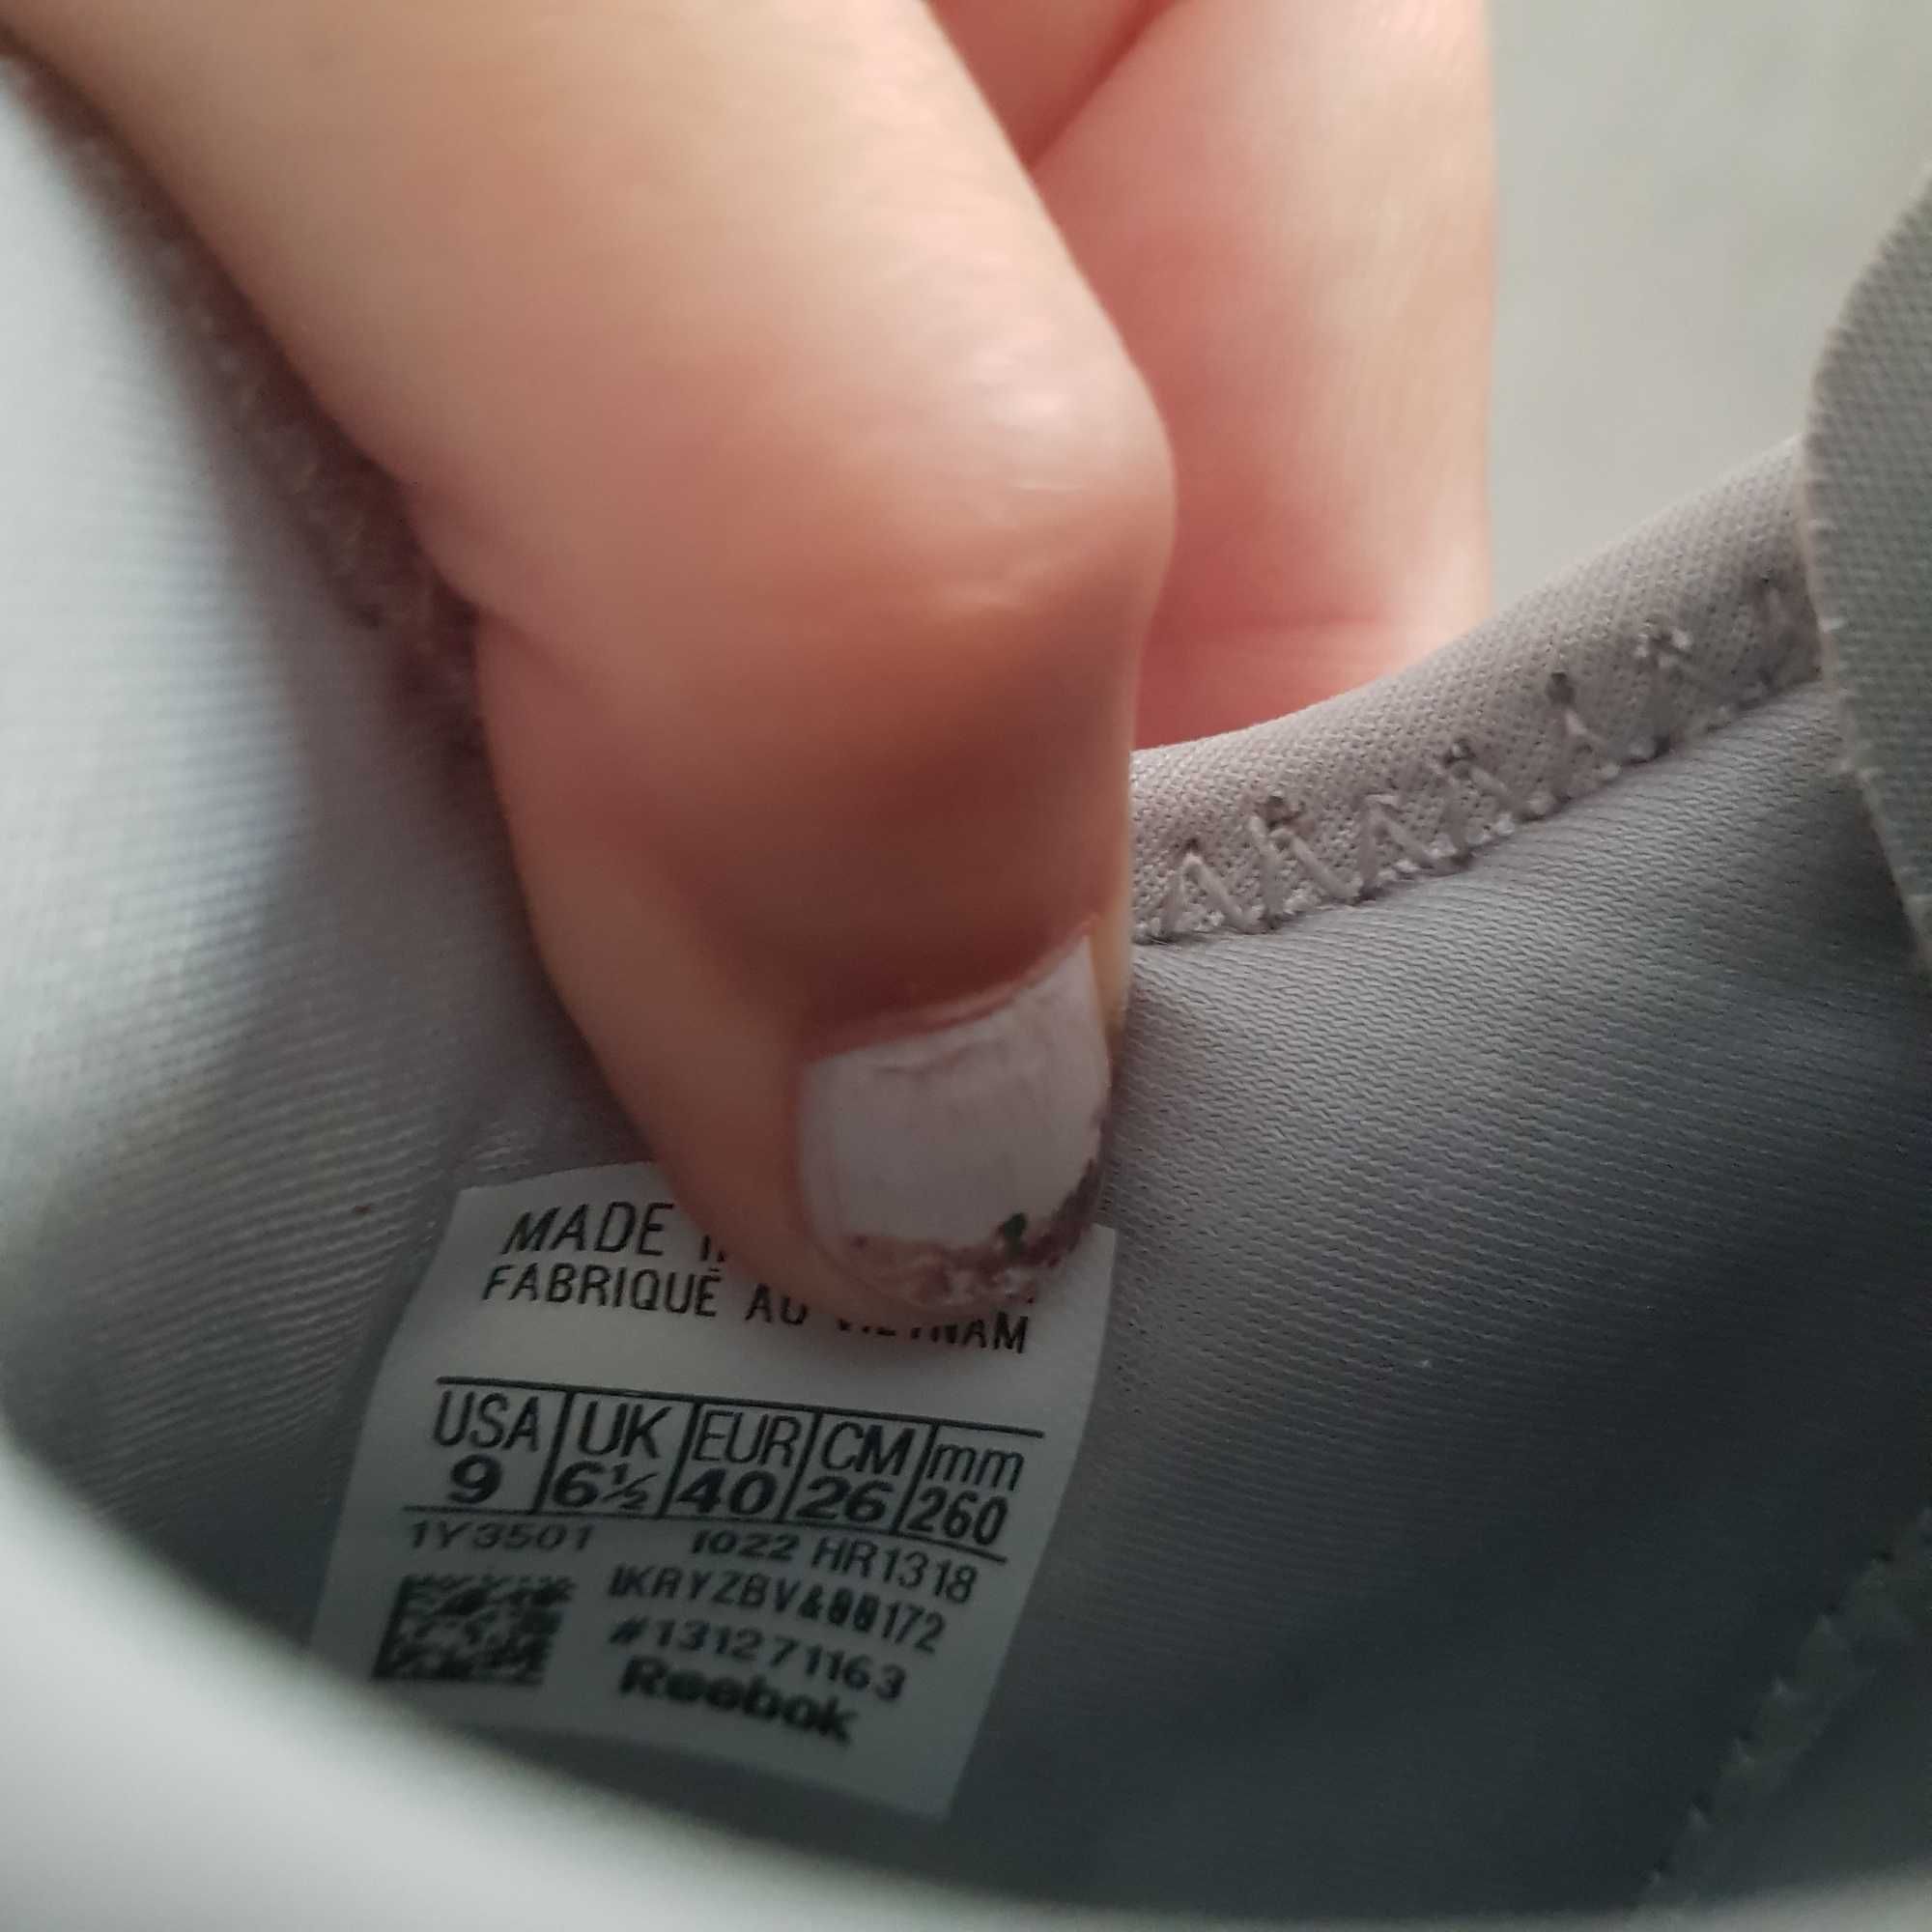 MADE
FABRIQUÉ AU VIETNAM
USA UK EUR CM mm
9 6½ 40 26 260
1Y3501 1022 HR1318
#131271163
Reebok